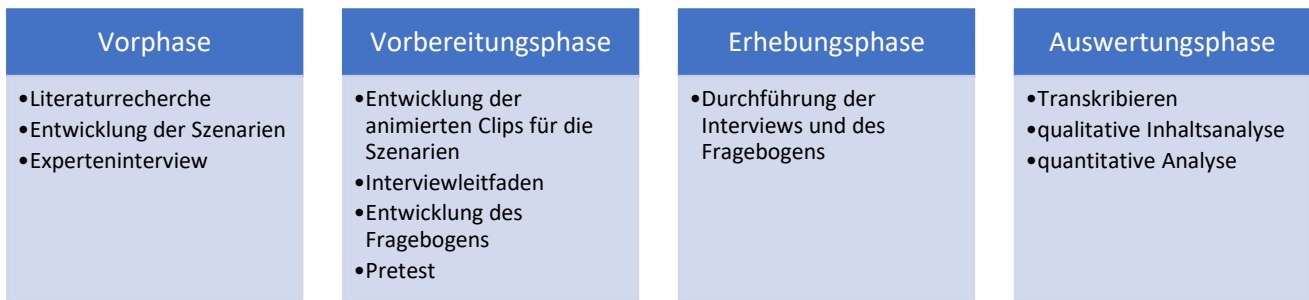 Vorphase
•Literaturrecherche
•Entwicklung der Szenarien
•Experteninterview
Vorbereitungsphase
•Entwicklung der
animierten Clips für die
Szenarien
•Interviewleitfaden
•Entwicklung des
Fragebogens
•Pretest
Erhebungsphase
•Durchführung der
Interviews und des
Fragebogens
Auswertungsphase
•Transkribieren
•qualitative Inhaltsanalyse
•quantitative Analyse